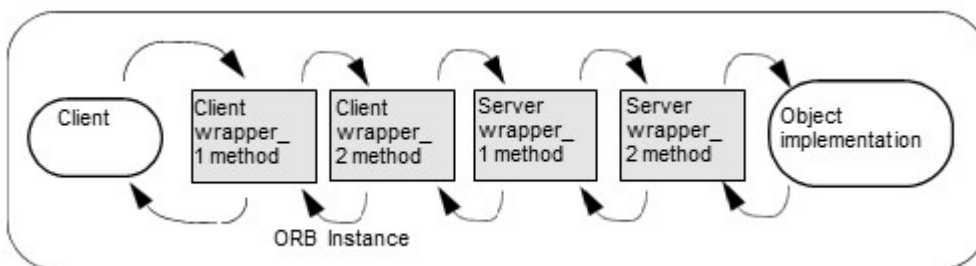 Client
Client
wrapper_
1 method
Client
wrapper_
2 method
Server
wrapper_
1 method
Server
wrapper_
2 method
Object
implementation
ORB Instance